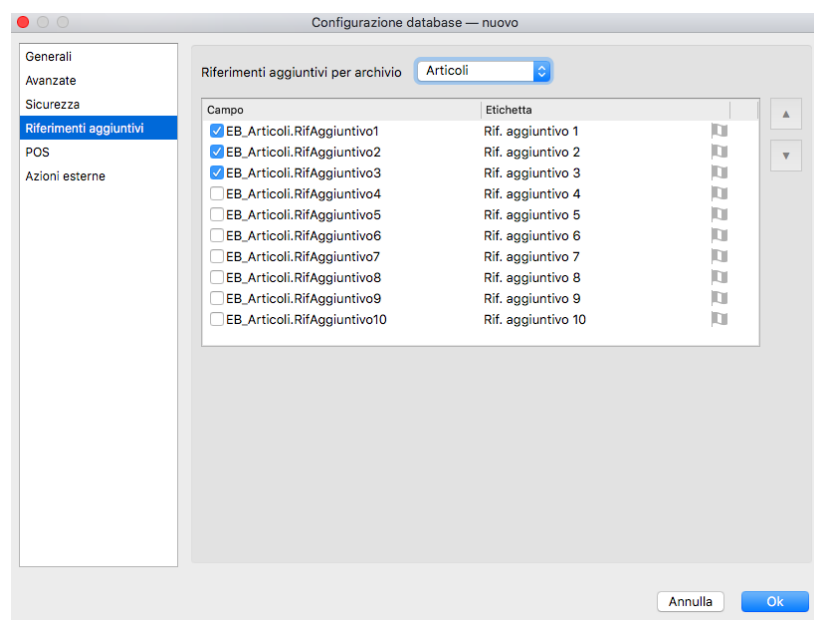 Configurazione database — nuovo
Generali
Avanzate
Sicurezza
Riferimenti aggiuntivi
POS
Azioni esterne
Riferimenti aggiuntivi per archivio Articoli
Campo Etichetta
EB_Articoli.RifAggiuntivo1 Rif. aggiuntivo 1
EB_Articoli.RifAggiuntivo2 Rif. aggiuntivo 2
EB_Articoli.RifAggiuntivo3 Rif. aggiuntivo 3
EB_Articoli.RifAggiuntivo4 Rif. aggiuntivo 4
EB_Articoli.RifAggiuntivo5 Rif. aggiuntivo 5
EB_Articoli.RifAggiuntivo6 Rif. aggiuntivo 6
EB_Articoli.RifAggiuntivo7 Rif. aggiuntivo 7
EB_Articoli.RifAggiuntivo8 Rif. aggiuntivo 8
EB_Articoli.RifAggiuntivo9 Rif. aggiuntivo 9
EB_Articoli.RifAggiuntivo10 Rif. aggiuntivo 10
Annulla Ok